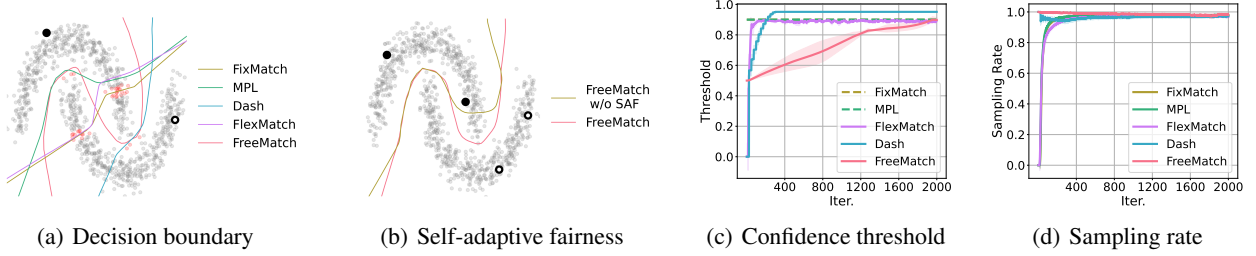 FixMatch
MPL
Dash
FlexMatch
FreeMatch
(a) Decision boundary
FreeMatch
w/o SAF
FreeMatch
(b) Self-adaptive fairness
Threshold
1.0
0.8
0.6
0.4
0.2
0.0
FixMatch
MPL
FlexMatch
Dash
FreeMatch
400 800 1200 1600 2000
Iter.
(c) Confidence threshold
Sampling Rate
1.0
0.8
0.6
0.4
0.2
0.0
FixMatch
MPL
FlexMatch
Dash
FreeMatch
400 800 1200 1600 2000
Iter.
(d) Sampling rate